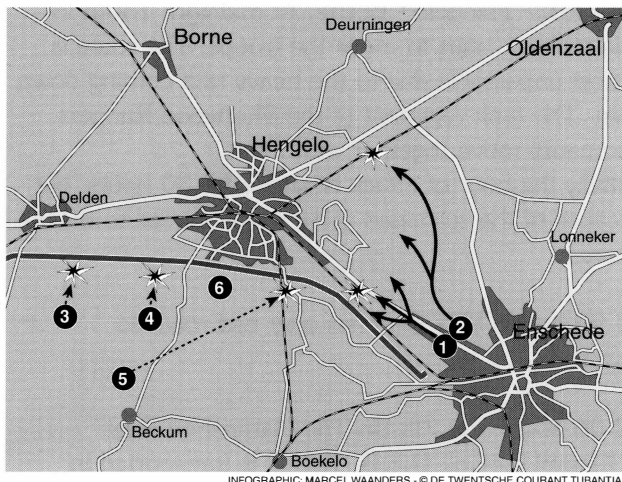 Deurningen
Borne
Oldenzaal
Hengelo
Delden
Lonneker
6
3
4
2
1
Enschede
5
Beckum
Boekelo
INFOGRAPHIC: MARCEL WAANDERS - © DE TWENTSCHE COURANT TUBANTIA